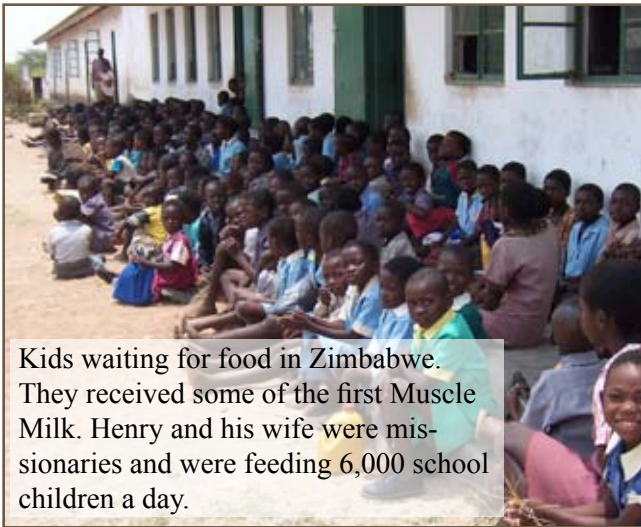 Kids waiting for food in Zimbabwe.
They received some of the first Muscle
Milk. Henry and his wife were mis-
sionaries and were feeding 6,000 school
children a day.